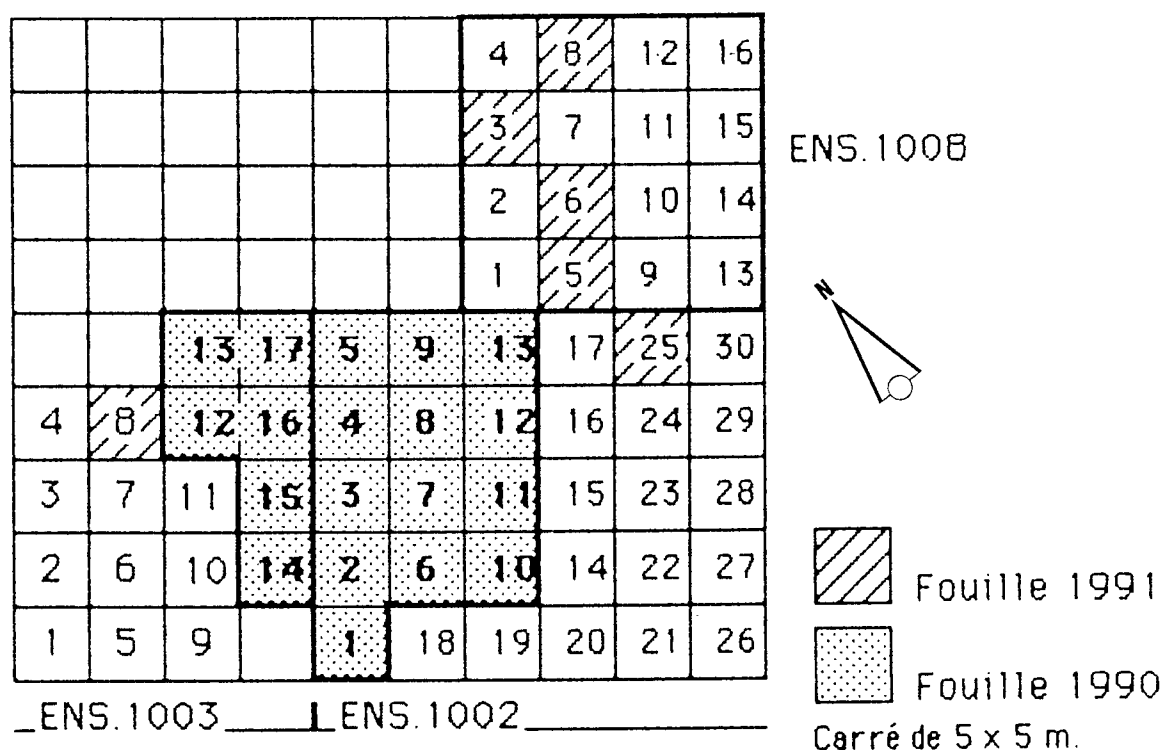 4 8 12 16
3 7 11 15
ENS.1008
2 6 10 14
1 5 9 13
N
13 17 5 9 13 17 25 30
4 8 12 16 4 8 12 16 24 29
3 7 11 15 3 7 11 15 23 28
2 6 10 14 2 6 10 14 22 27
Fouille 1991
1 5 9 1 18 19 20 21 26
Fouille 1990
ENS.1003 ENS.1002
Carré de 5 x 5 m.